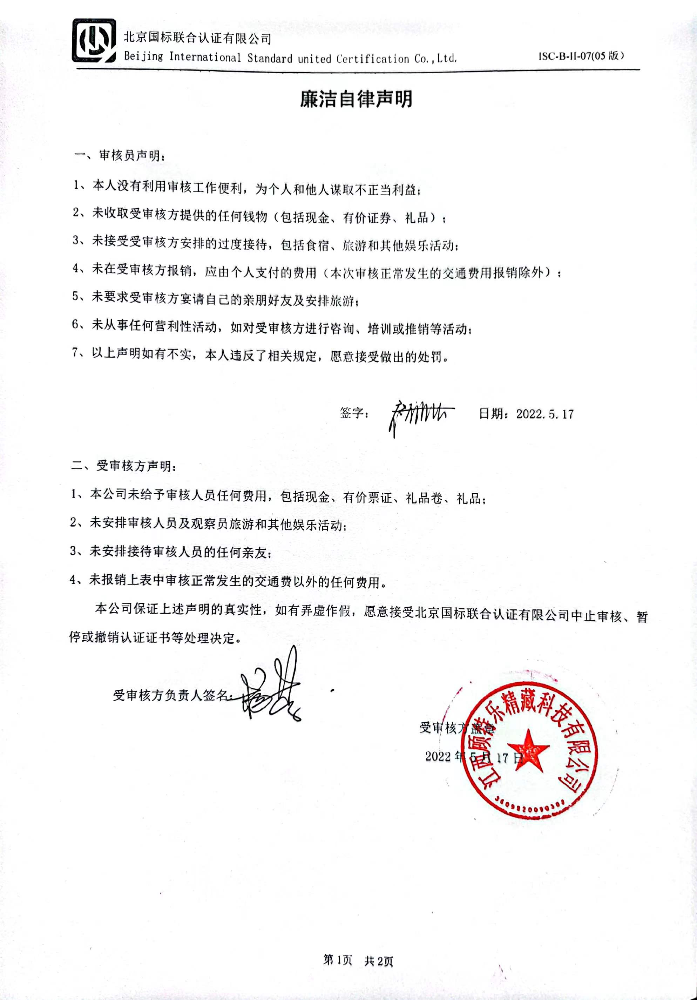 北京国标联合认证有限公司
Beijing International Standard united Certification Co.,Ltd.
ISC-B-II-07(05版）
廉洁自律声明
一、审核员声明：
1、本人没有利用审核工作便利，为个人和他人谋取不正当利益；
2、未收取受审核方提供的任何钱物（包括现金、有价证券、礼品）；
3、未接受受审核方安排的过度接待，包括食宿、旅游和其他娱乐活动；
4、未在受审核方报销，应由个人支付的费用（本次审核正常发生的交通费用报销除外）；
5、未要求受审核方宴请自己的亲朋好友及安排旅游；
6、未从事任何营利性活动，如对受审核方进行咨询、培训或推销等活动；
7、以上声明如有不实，本人违反了相关规定，愿意接受做出的处罚。
签字： 日期：2022.5.17
二、受审核方声明：
1、本公司未给予审核人员任何费用，包括现金、有价票证、礼品卷、礼品；
2、未安排审核人员及观察员旅游和其他娱乐活动；
3、未安排接待审核人员的任何亲友；
4、未报销上表中审核正常发生的交通费以外的任何费用。
本公司保证上述声明的真实性，如有弄虚作假，愿意接受北京国标联合认证有限公司中止审核、暂
停或撤销认证证书等处理决定。
受审核方负责人签名：
受审核方盖章
2022年5月17日
江西顾特乐精藏科技有限公司
第1页 共2页